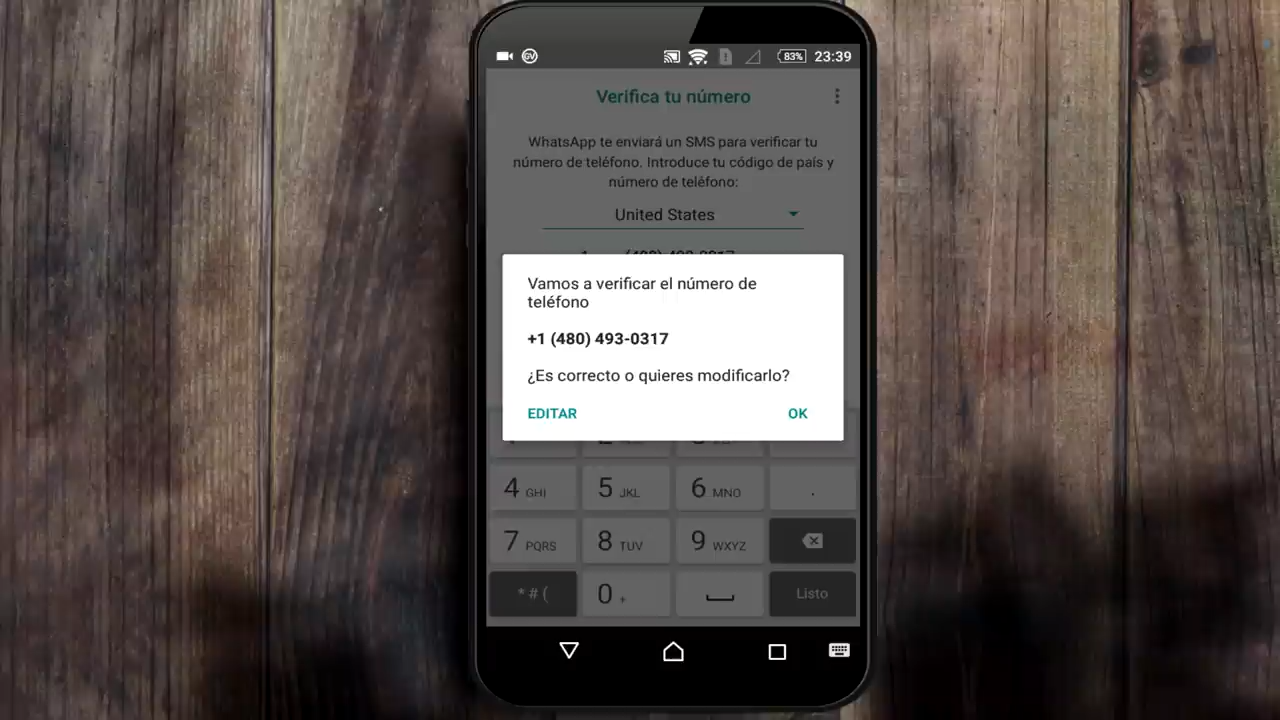 83% 23:39
Verifica tu número
WhatsApp te enviará un SMS para verificar tu
número de teléfono. Introduce tu código de país y
número de teléfono:
United States
Vamos a verificar el número de
teléfono
+1 (480) 493-0317
¿Es correcto o quieres modificarlo?
EDITAR OK
4 GHI 5 JKL 6 MNO .
7 PQRS 8 TUV 9 WXYZ
* # ( 0 + Listo